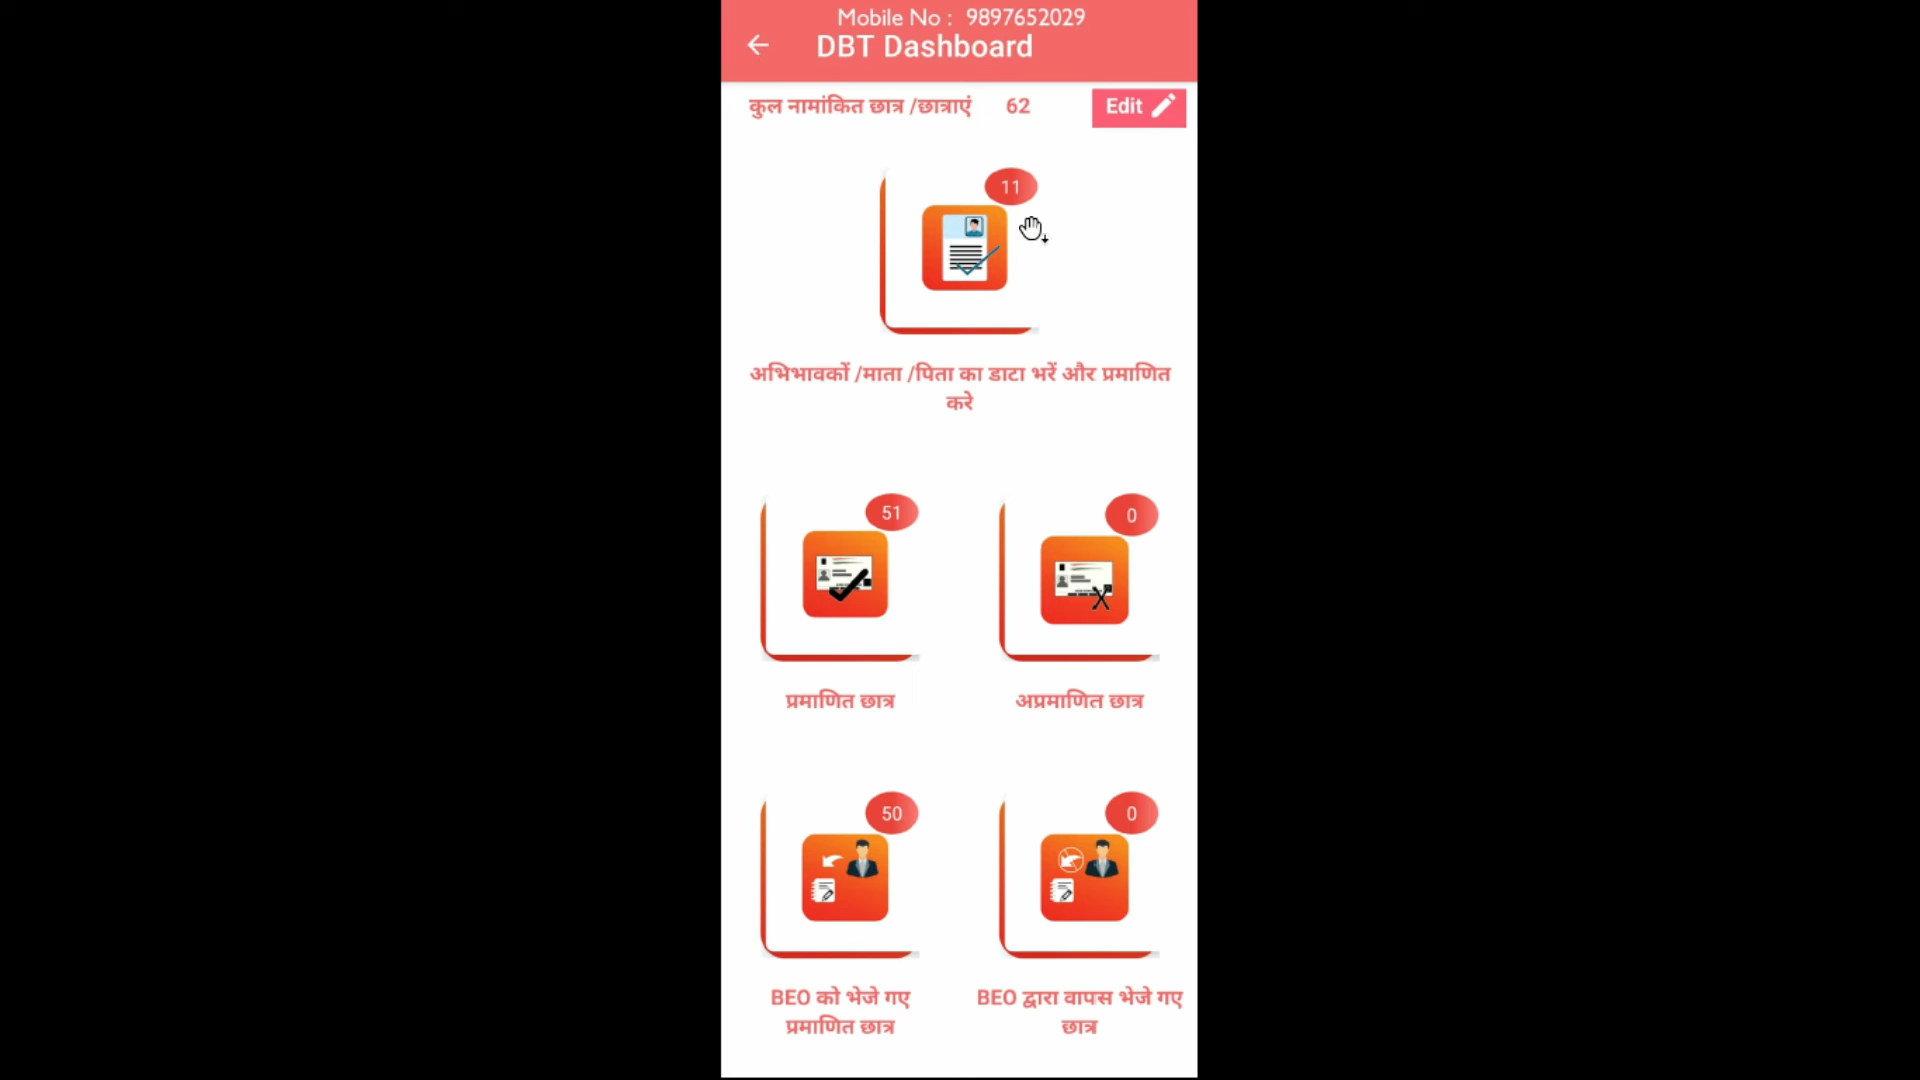 Mobile No : 9897652029
DBT Dashboard
कुल नामांकित छात्र /छात्राएं 62 Edit
11
अभिभावकों /माता /पिता का डाटा भरें और प्रमाणित
करे
51 0
प्रमाणित छात्र अप्रमाणित छात्र
50 0
BEO को भेजे गए BEO द्वारा वापस भेजे गए
प्रमाणित छात्र छात्र